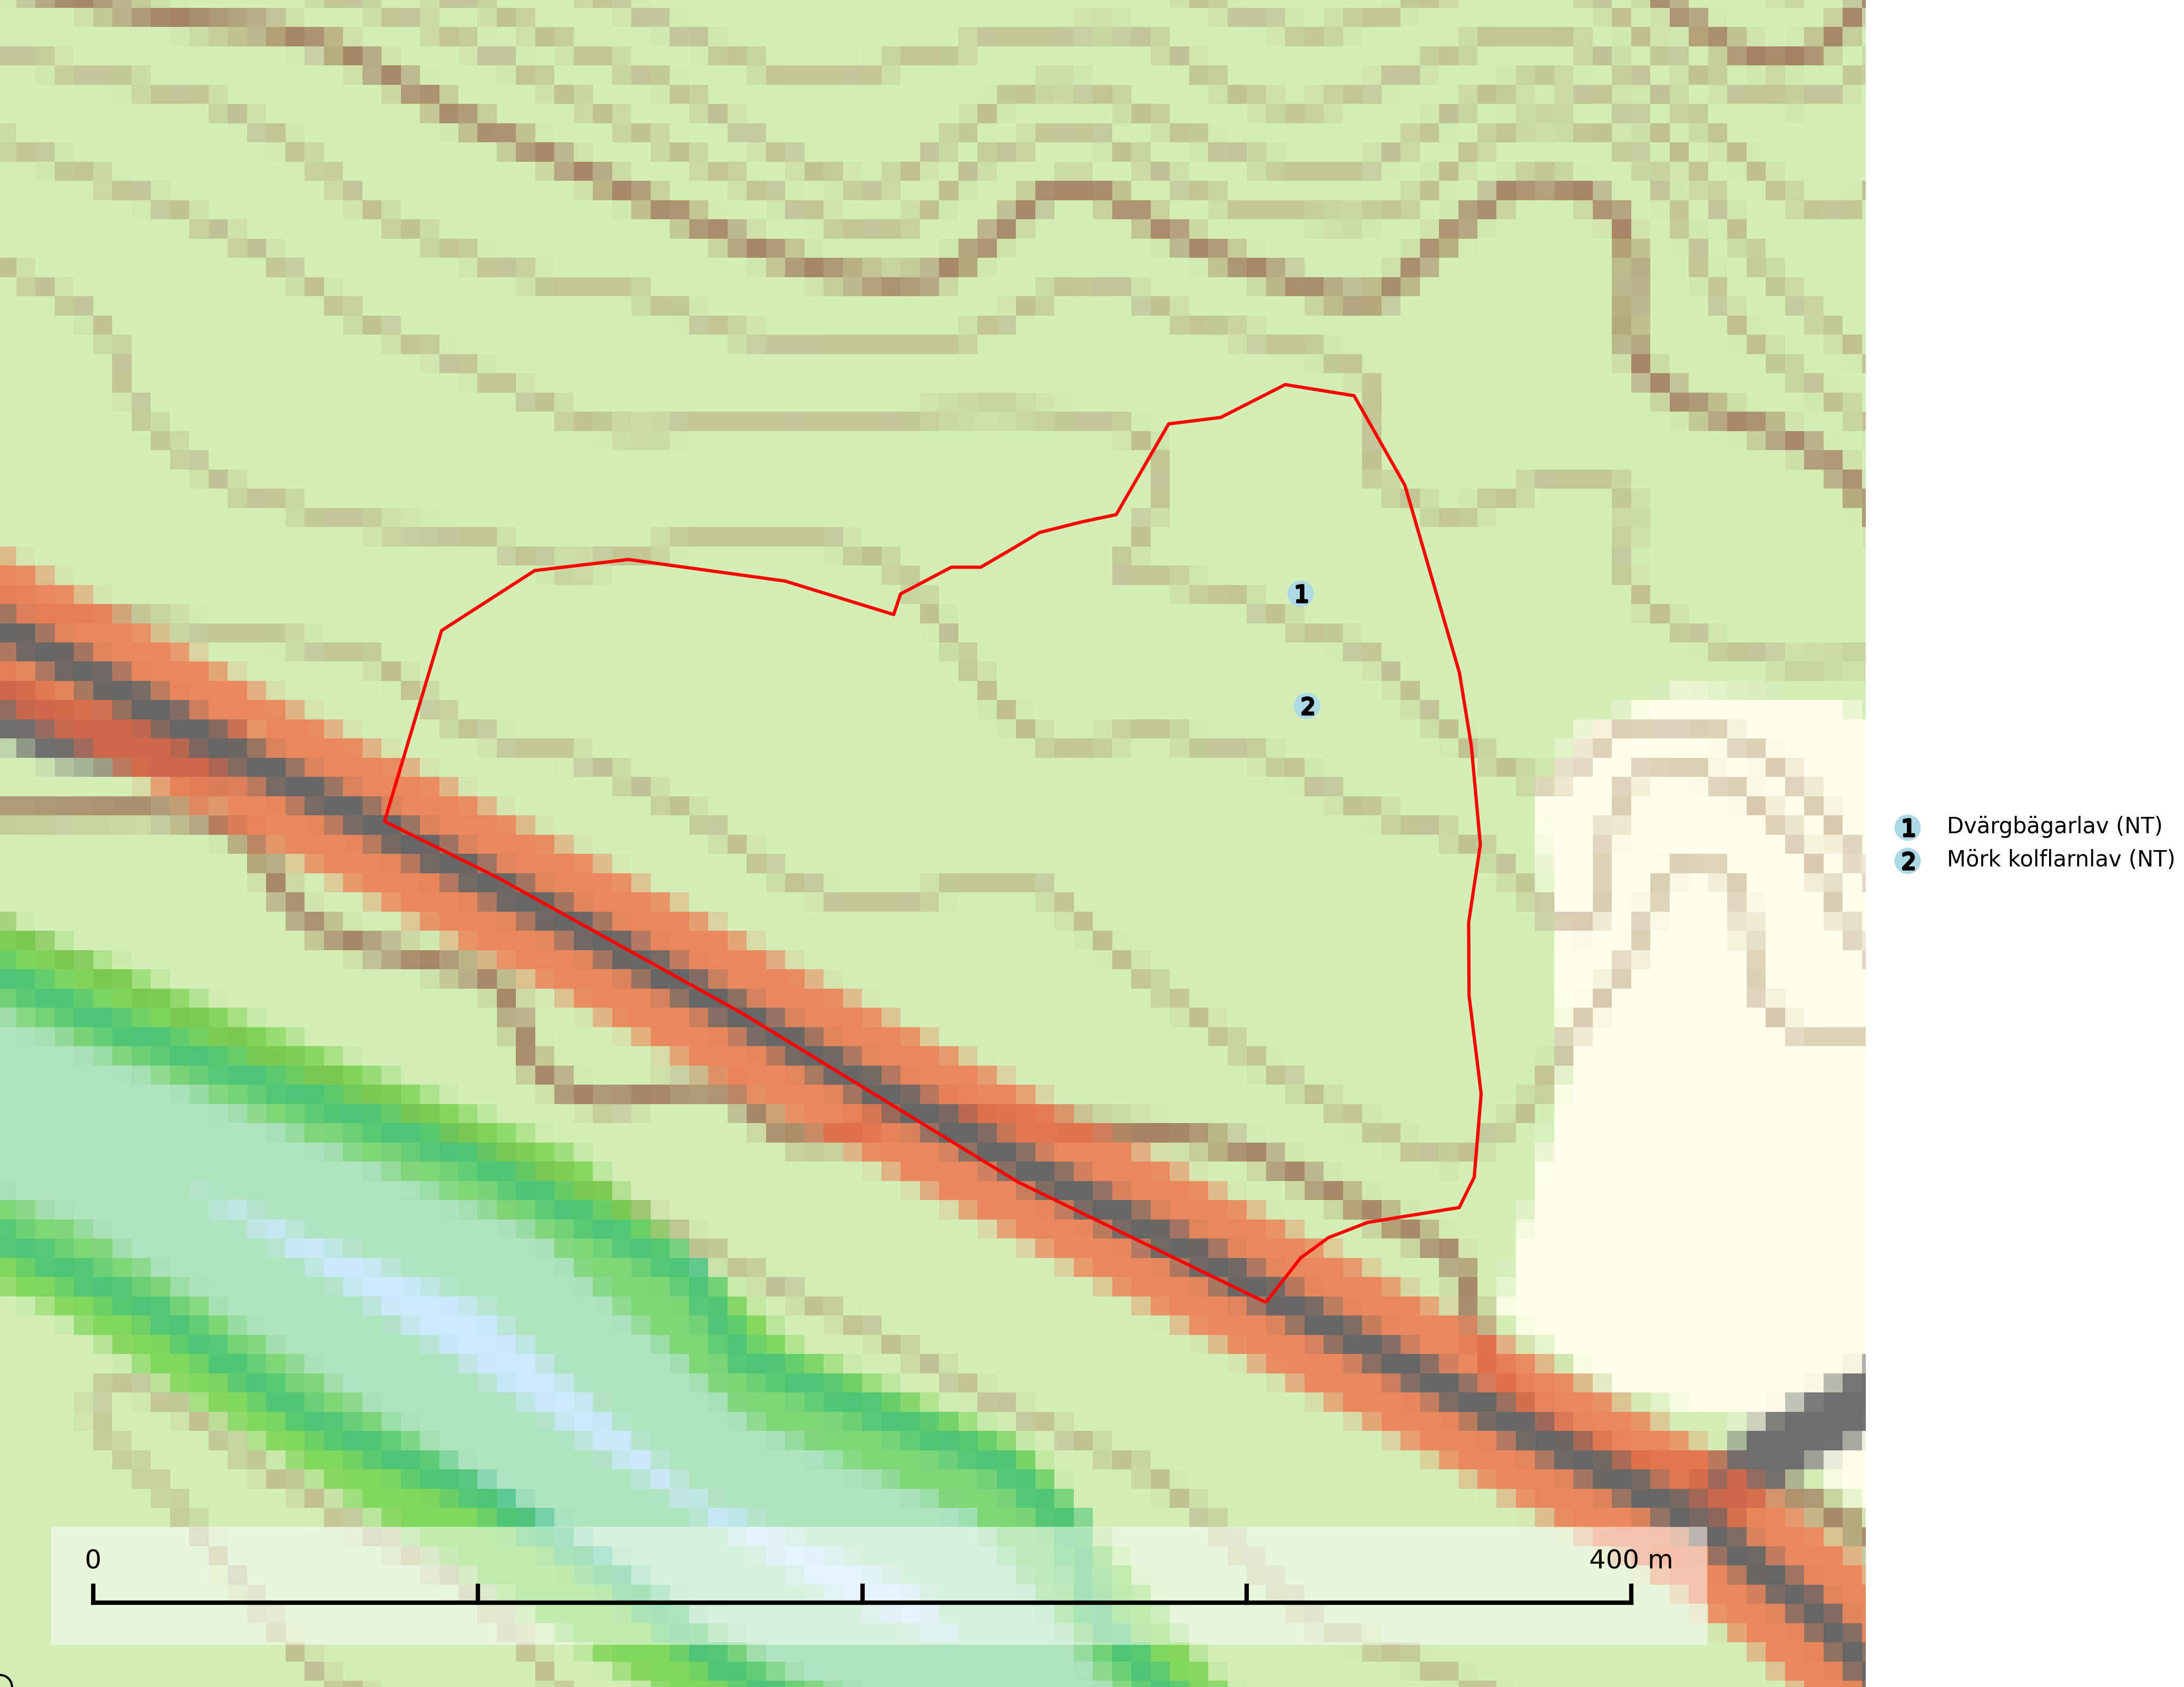 1
2
1 Dvärgbägarlav (NT)
2 Mörk kolflarnlav (NT)
0 400 m